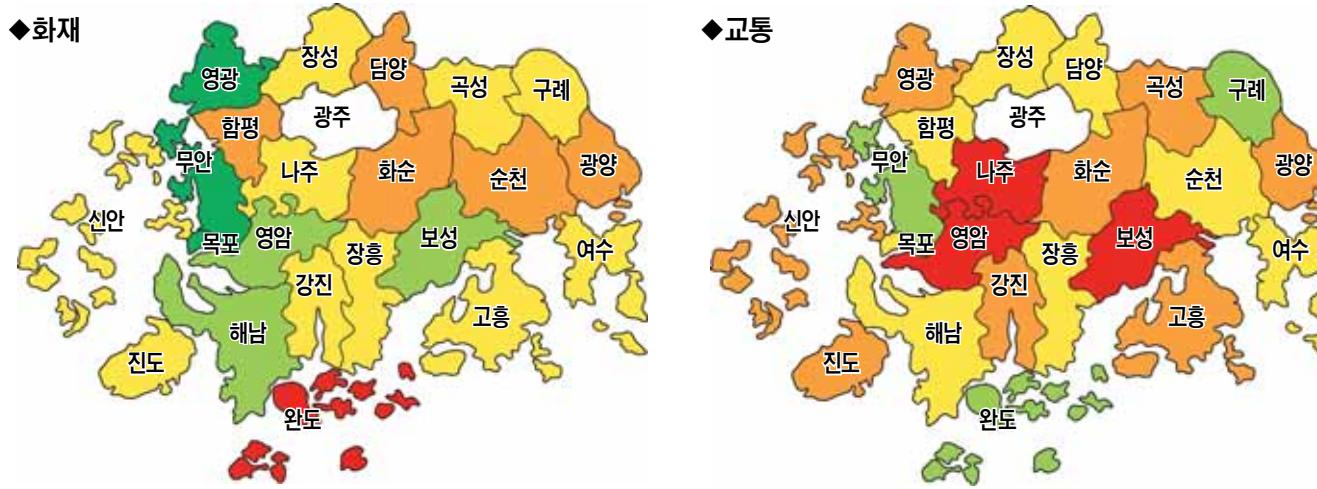 ◆화재
장성
담양
영광
곡성
구례
광주
함평
무안
나주
화순
순천
광양
신안
목포
영암
장흥
보성
여수
강진
고흥
해남
진도
완도
◆교통
장성
담양
영광
곡성
구례
광주
함평
무안
나주
화순
순천
광양
신안
목포
영암
장흥
보성
여수
강진
고흥
해남
진도
완도